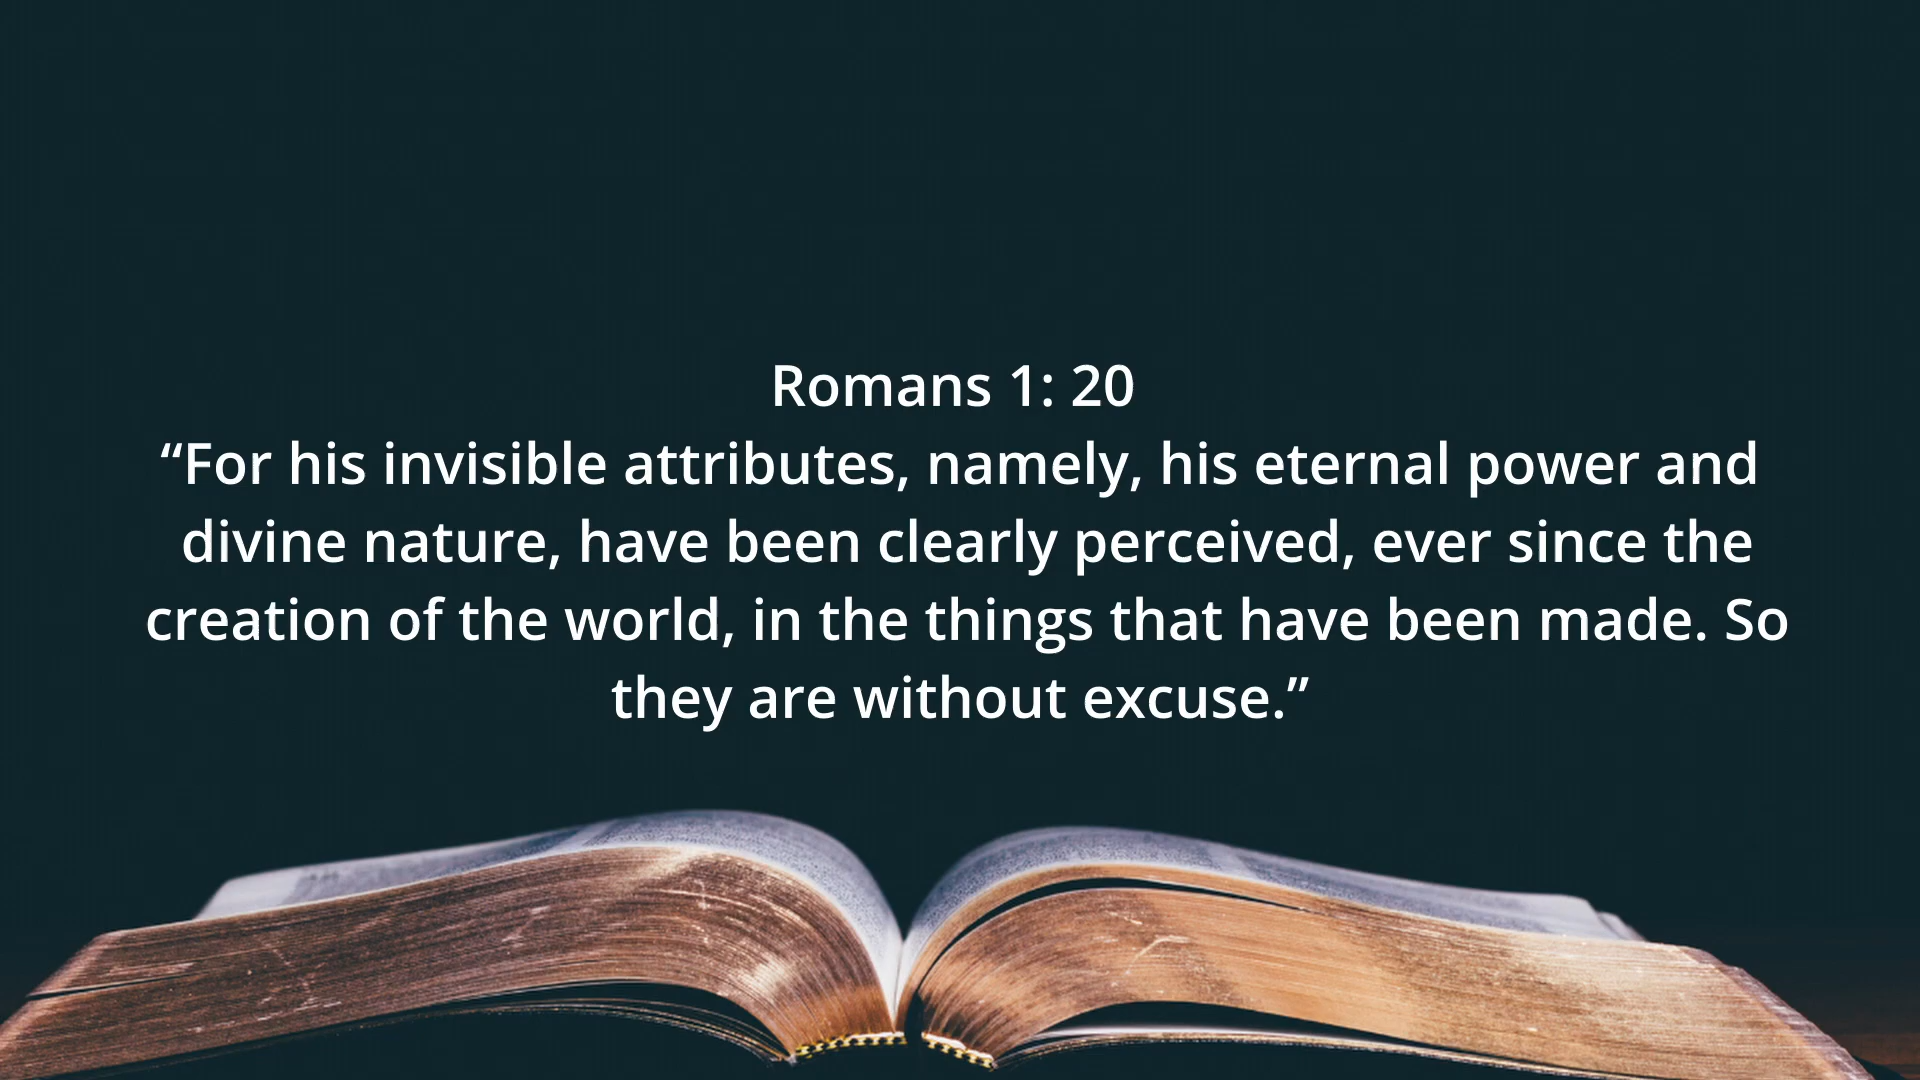 Romans 1: 20
“For his invisible attributes, namely, his eternal power and
divine nature, have been clearly perceived, ever since the
creation of the world, in the things that have been made. So
they are without excuse.”